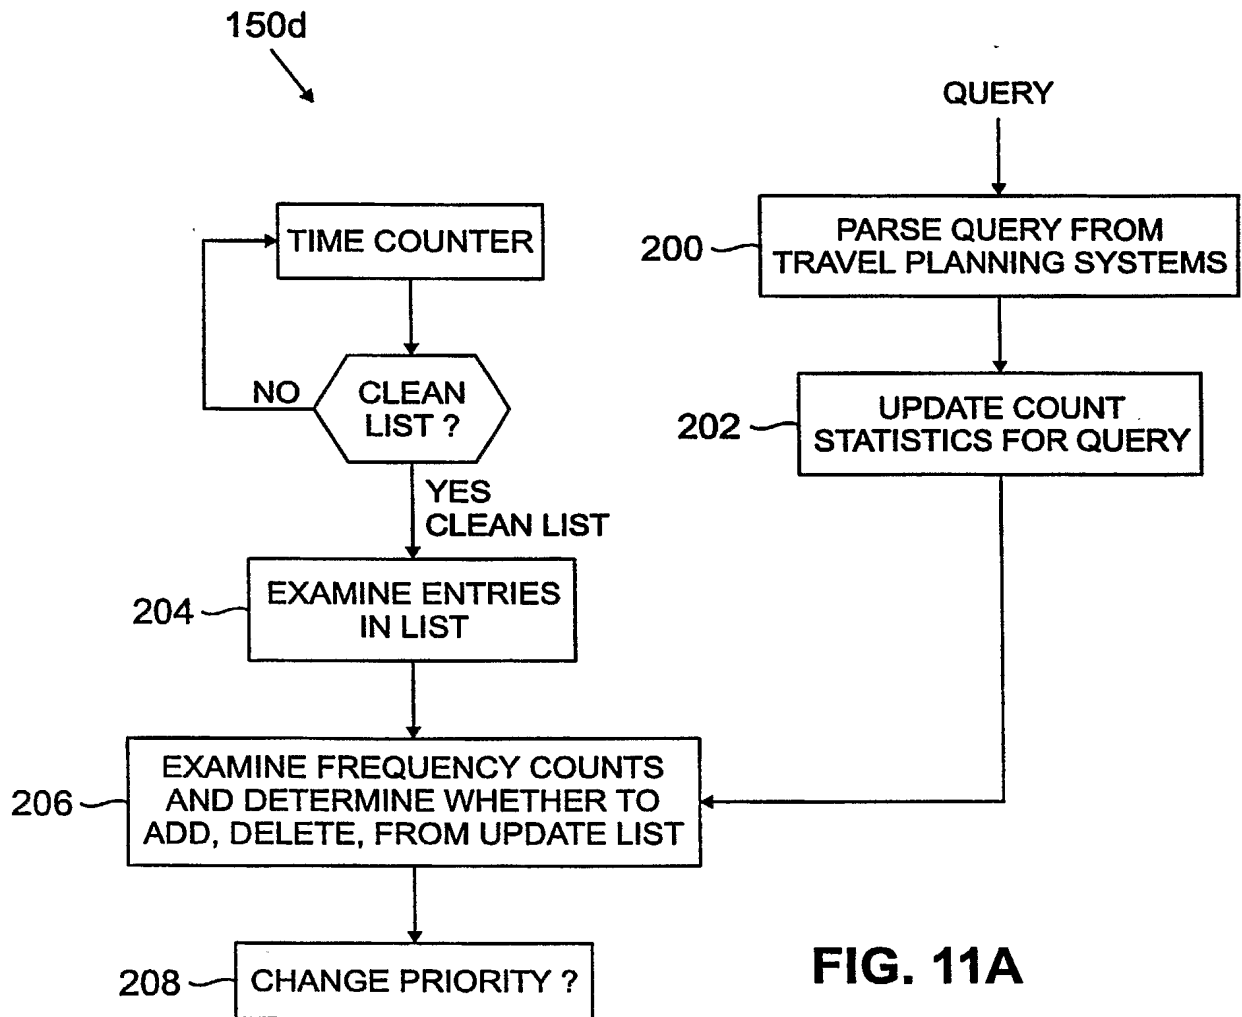 150d
QUERY
TIME COUNTER
200
PARSE QUERY FROM
TRAVEL PLANNING SYSTEMS
NO
CLEAN
LIST ?
202
UPDATE COUNT
STATISTICS FOR QUERY
YES
CLEAN LIST
204
EXAMINE ENTRIES
IN LIST
206
EXAMINE FREQUENCY COUNTS
AND DETERMINE WHETHER TO
ADD, DELETE, FROM UPDATE LIST
208
CHANGE PRIORITY ?
FIG. 11A